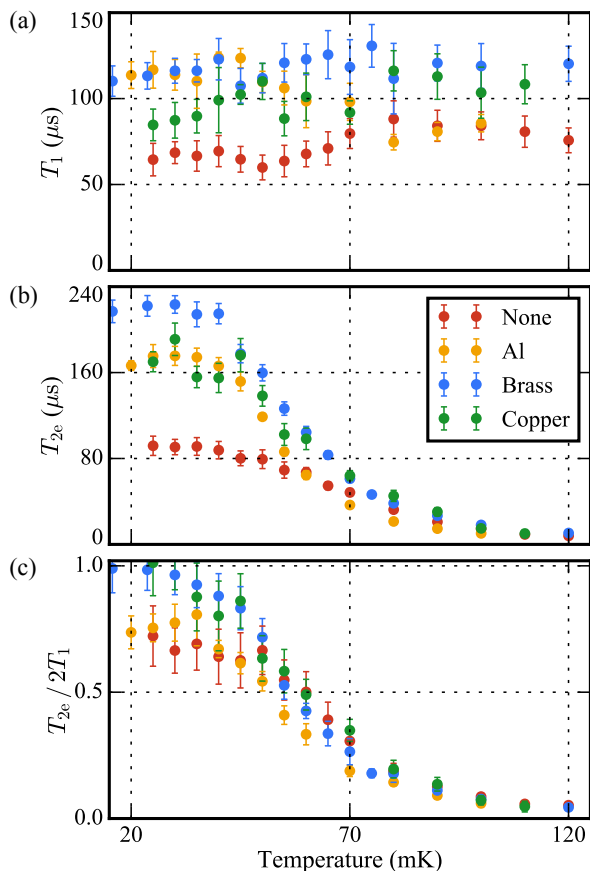 (a)
150
100
50
0
T₁ (μs)
(b)
240
160
80
0
T₂ₑ (μs)
None
Al
Brass
Copper
(c)
1.0
0.5
0.0
T₂ₑ / 2T₁
20 70 120
Temperature (mK)